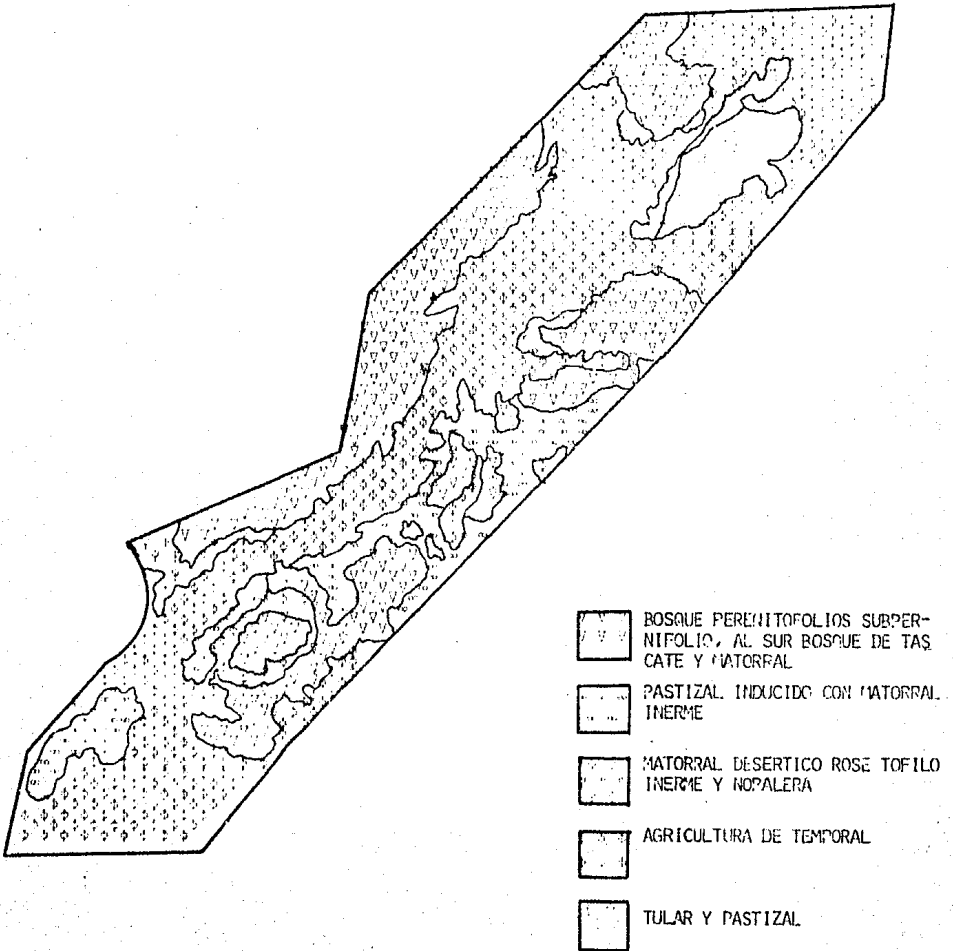 BOSQUE PERENITOFOLIOS SUBPER-
NIFOLIO, AL SUR BOSQUE DE TAS
CATE Y MATORRAL
PASTIZAL INDUCIDO CON MATORRAL
INERME
MATORRAL DESERTICO ROSE TOFILO
INERME Y NOPALERA
AGRICULTURA DE TEMPORAL
TULAR Y PASTIZAL